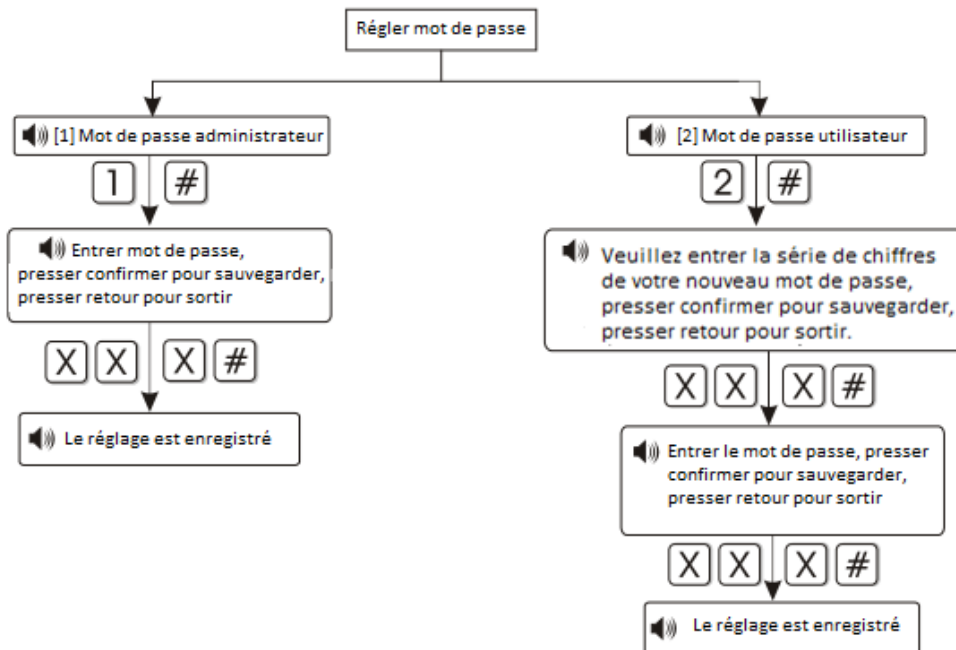 Régler mot de passe
[1] Mot de passe administrateur
1 #
Entrer mot de passe,
presser confirmer pour sauvegarder,
presser retour pour sortir
X X X #
Le réglage est enregistré
[2] Mot de passe utilisateur
2 #
Veuillez entrer la série de chiffres
de votre nouveau mot de passe,
presser confirmer pour sauvegarder,
presser retour pour sortir.
X X X #
Entrer le mot de passe, presser
confirmer pour sauvegarder,
presser retour pour sortir
X X X #
Le réglage est enregistré